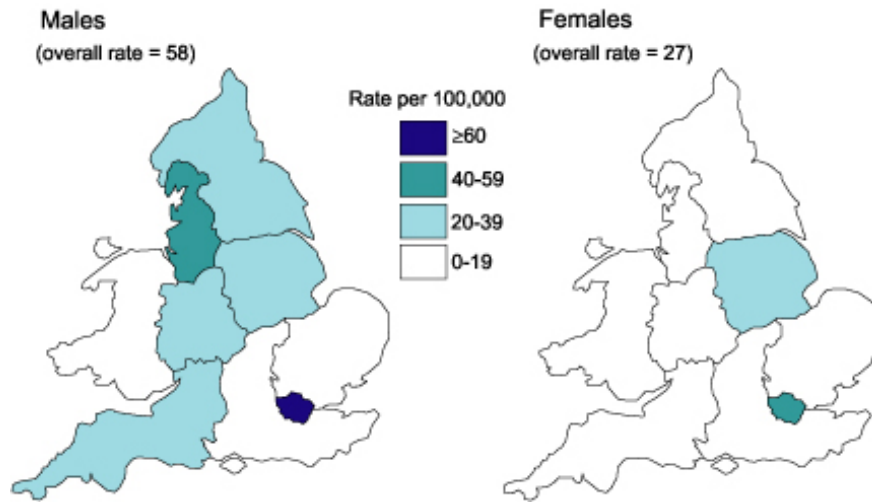 Males
(overall rate = 58)
Females
(overall rate = 27)
Rate per 100,000
≥60
40-59
20-39
0-19